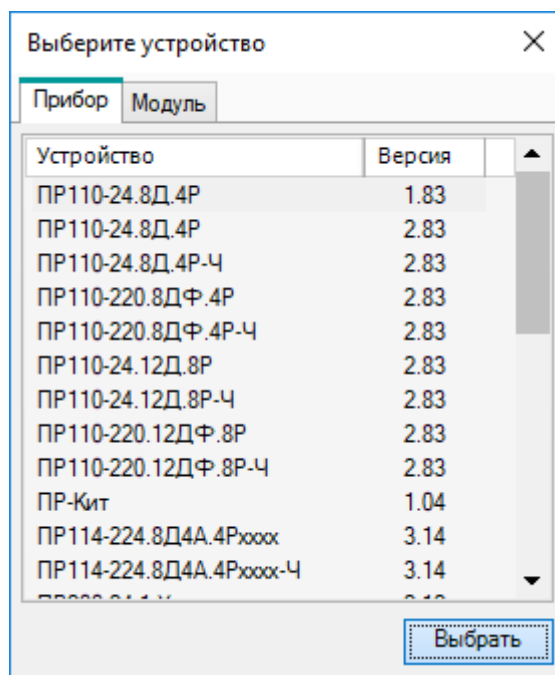 Выберите устройство
Прибор Модуль
Устройство Версия
ПР110-24.8Д.4Р 1.83
ПР110-24.8Д.4Р 2.83
ПР110-24.8Д.4Р-Ч 2.83
ПР110-220.8ДФ.4Р 2.83
ПР110-220.8ДФ.4Р-Ч 2.83
ПР110-24.12Д.8Р 2.83
ПР110-24.12Д.8Р-Ч 2.83
ПР110-220.12ДФ.8Р 2.83
ПР110-220.12ДФ.8Р-Ч 2.83
ПР-Кит 1.04
ПР114-224.8Д4А.4Рхххх 3.14
ПР114-224.8Д4А.4Рхххх-Ч 3.14
Выбрать